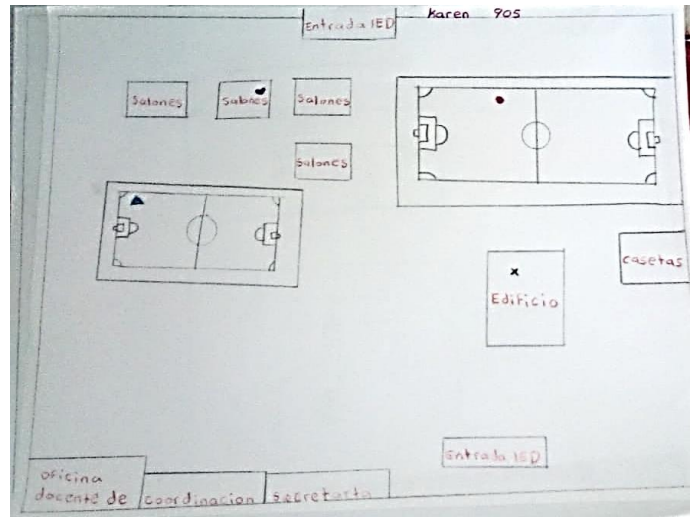 Karen 905
Entrada IED
Salones
Salones
Salones
Salones
casetas
x
Edificio
Entrada IED
oficina
docente de
coordinacion
secretaria